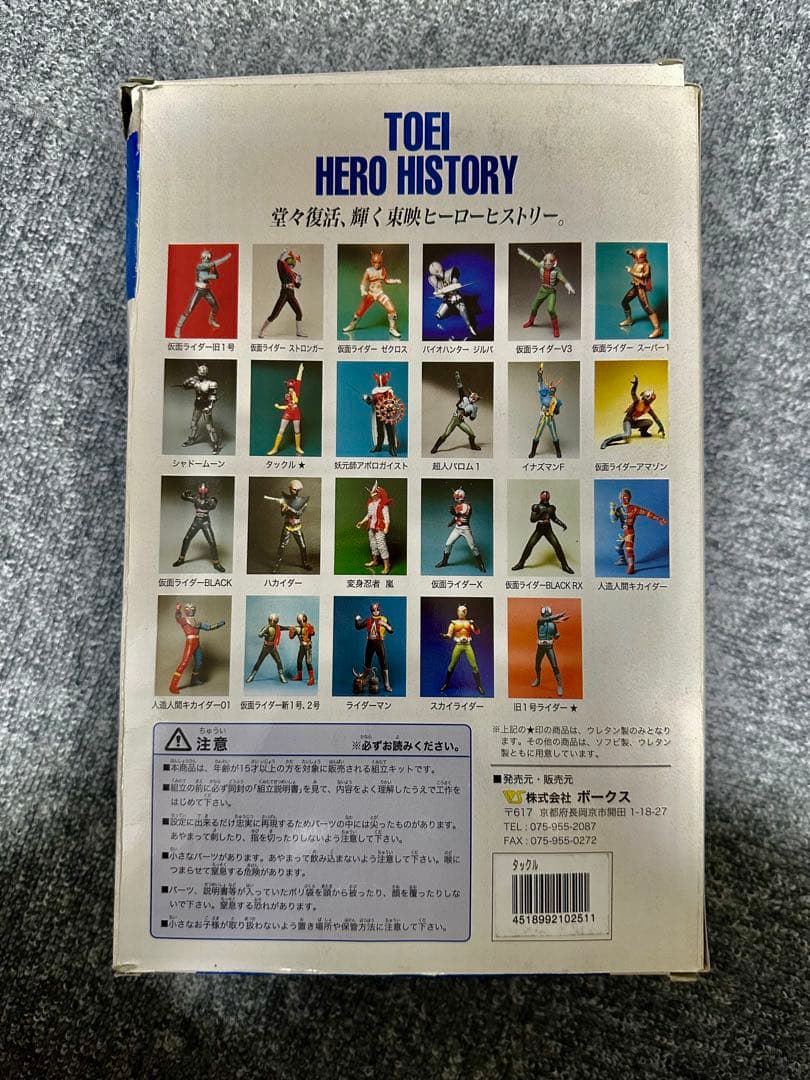 TOEI
HERO HISTORY
堂々復活、輝く東映ヒーローヒストリー。
仮面ライダー旧1号
仮面ライダー ストロンガー
仮面ライダー ゼクロス
バイオハンター シルバ
仮面ライダーV3
仮面ライダー スーパー1
シャドームーン
タックル ★
妖元師アポロガイスト
超人バロム1
イナズマンF
仮面ライダーアマゾン
仮面ライダーBLACK
ハカイダー
変身忍者 嵐
仮面ライダーX
仮面ライダーBLACK RX
人造人間キカイダー
人造人間キカイダー01
仮面ライダー新1号、2号
ライダーマン
スカイライダー
旧1号ライダー ★
ちゅうい
注意
※必ずお読みください。
■本商品は、年齢が15才以上の方を対象に販売される組立キットです。
■組立の前に必ず同封の「組立説明書」を見て、内容をよく理解したうえで工作を
はじめて下さい。
■設定に出来るだけ忠実に再現するためパーツの中には尖ったものがあります。
あやまって刺したり、指を切ったりしないよう注意して下さい。
■小さなパーツがあります。あやまって飲み込まないよう注意して下さい。喉に
つまらせて窒息する危険があります。
■パーツ、説明書等が入っていたポリ袋を頭から被ったり、顔を覆ったりしな
いで下さい。窒息する恐れがあります。
■小さなお子様が取り扱わないよう置き場所や保管方法に注意して下さい。
※上記の★印の商品は、ウレタン製のみとなり
ます。その他の商品は、ソフビ製、ウレタン
製ともに用意しています。
■発売元・販売元
VS 株式会社 ボークス
〒617 京都府長岡京市開田 1-18-27
TEL : 075-955-2087
FAX : 075-955-0272
タックル
4518992102511